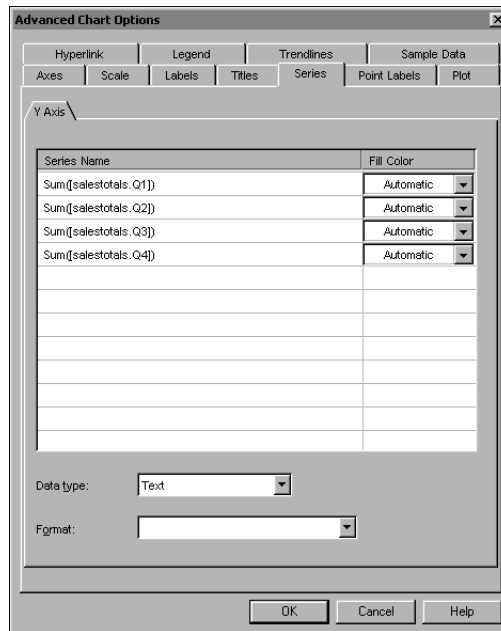 Advanced Chart Options
Hyperlink Legend Trendlines Sample Data
Axes Scale Labels Titles Series Point Labels Plot
Y Axis
Series Name Fill Color
Sum([salestotals.Q1]) Automatic
Sum([salestotals.Q2]) Automatic
Sum([salestotals.Q3]) Automatic
Sum([salestotals.Q4]) Automatic
Data type: Text
Format:
OK Cancel Help